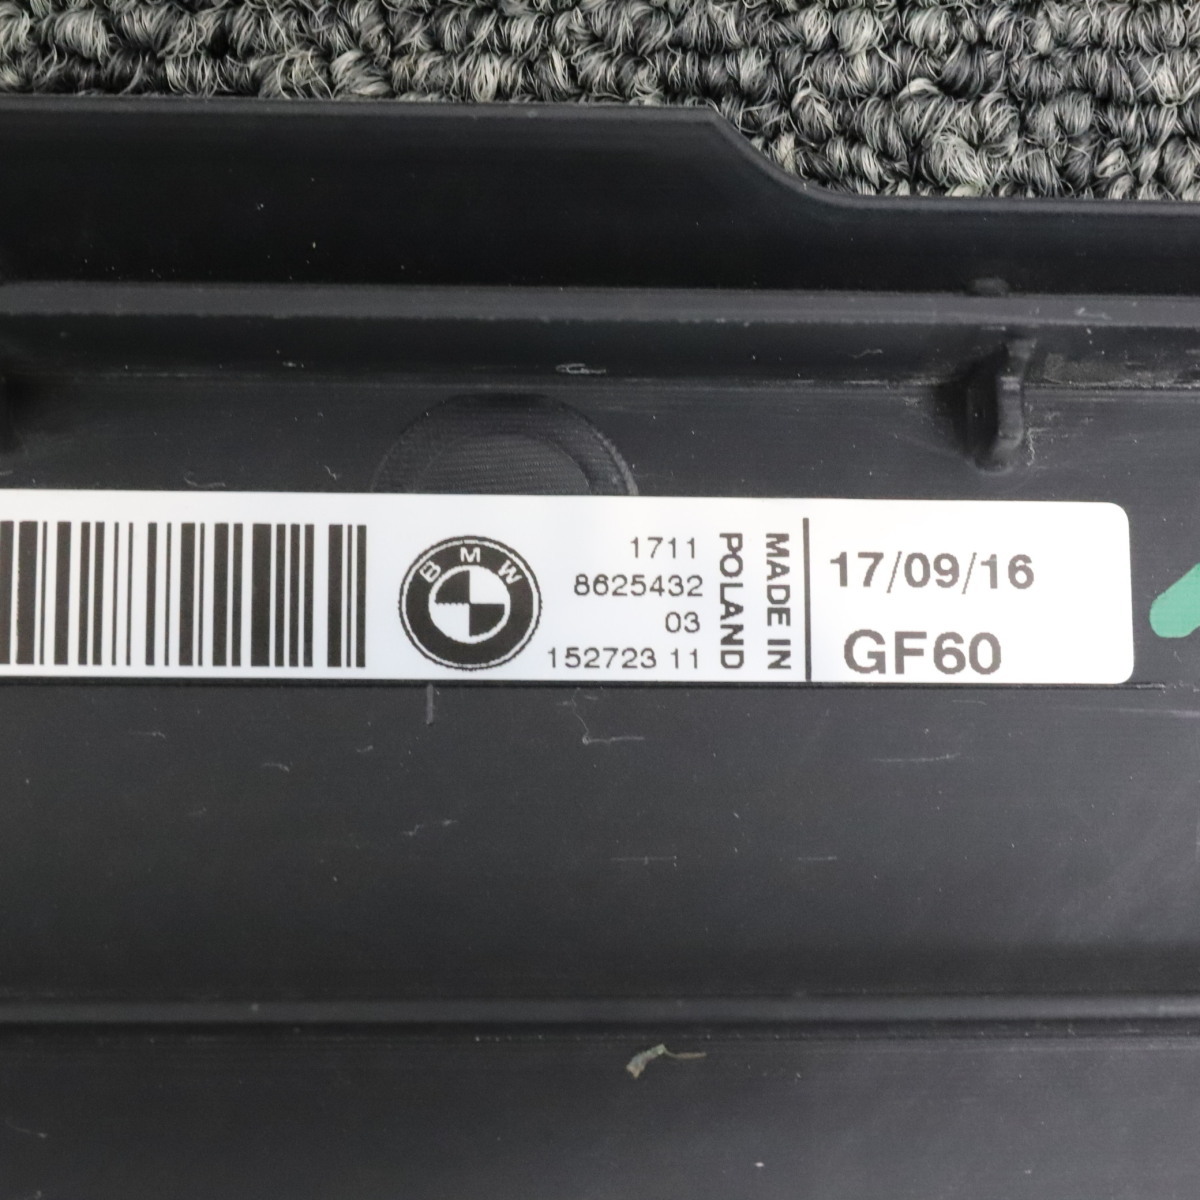 BMW
1711
8625432
03
152723 11
MADE IN
POLAND
17/09/16
GF60